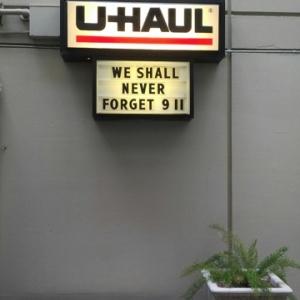 U-HAUL
WE SHALL
NEVER
FORGET 9 11